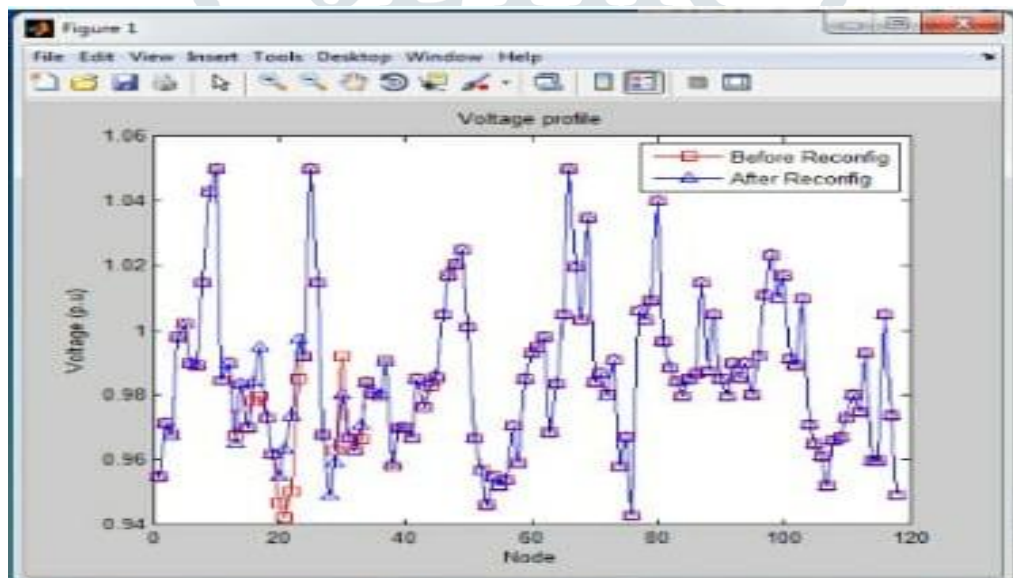 Figure 1
File Edit View Insert Tools Desktop Window Help
Voltage profile
1.06
1.04
1.02
1
0.98
0.96
0.94
Voltage (p.u)
Before Reconfig
After Reconfig
0 20 40 60 80 100 120
Node